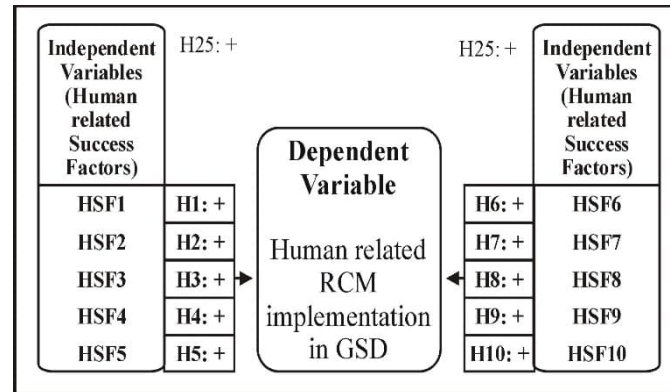 Independent
Variables
(Human
related
Success
Factors)
HSF1
HSF2
HSF3
HSF4
HSF5
H25: +
H1: +
H2: +
H3: +
H4: +
H5: +
Dependent
Variable
Human related
RCM
implementation
in GSD
H25: +
H6: +
H7: +
H8: +
H9: +
H10: +
Independent
Variables
(Human
related
Success
Factors)
HSF6
HSF7
HSF8
HSF9
HSF10